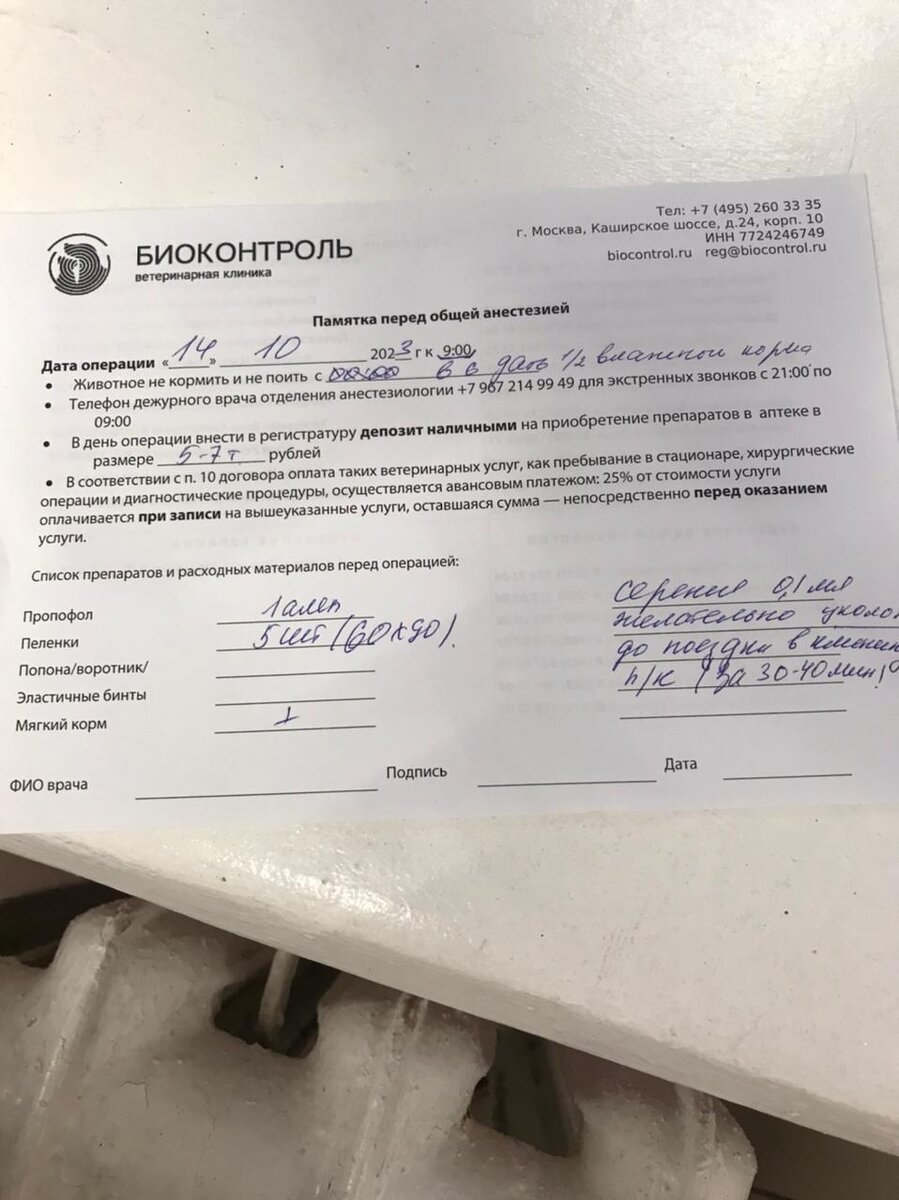 БИОКОНТРОЛЬ
ветеринарная клиника
Тел: +7 (495) 260 33 35
г. Москва, Каширское шоссе, д.24, корп. 10
ИНН 7724246749
biocontrol.ru reg@biocontrol.ru
Памятка перед общей анестезией
Дата операции «14» 10 2023 г к 9:00
• Животное не кормить и не поить с 00:00 в 6 дать 1/2 влажного корма
• Телефон дежурного врача отделения анестезиологии +7 967 214 99 49 для экстренных звонков с 21:00 по
09:00
• В день операции внести в регистратуру депозит наличными на приобретение препаратов в аптеке в
размере 5-7 т. рублей
• В соответствии с п. 10 договора оплата таких ветеринарных услуг, как пребывание в стационаре, хирургические
операции и диагностические процедуры, осуществляется авансовым платежом: 25% от стоимости услуги
оплачивается при записи на вышеуказанные услуги, оставшаяся сумма — непосредственно перед оказанием
услуги.
Список препаратов и расходных материалов перед операцией:
Пропофол 1 амп
Пеленки 5 шт (60х90).
Попона/воротник/
Эластичные бинты
Мягкий корм 1
серения 0,1 мл
желательно уколо
до поездки в клиник
п/к (за 30-40 мин!
ФИО врача Подпись Дата